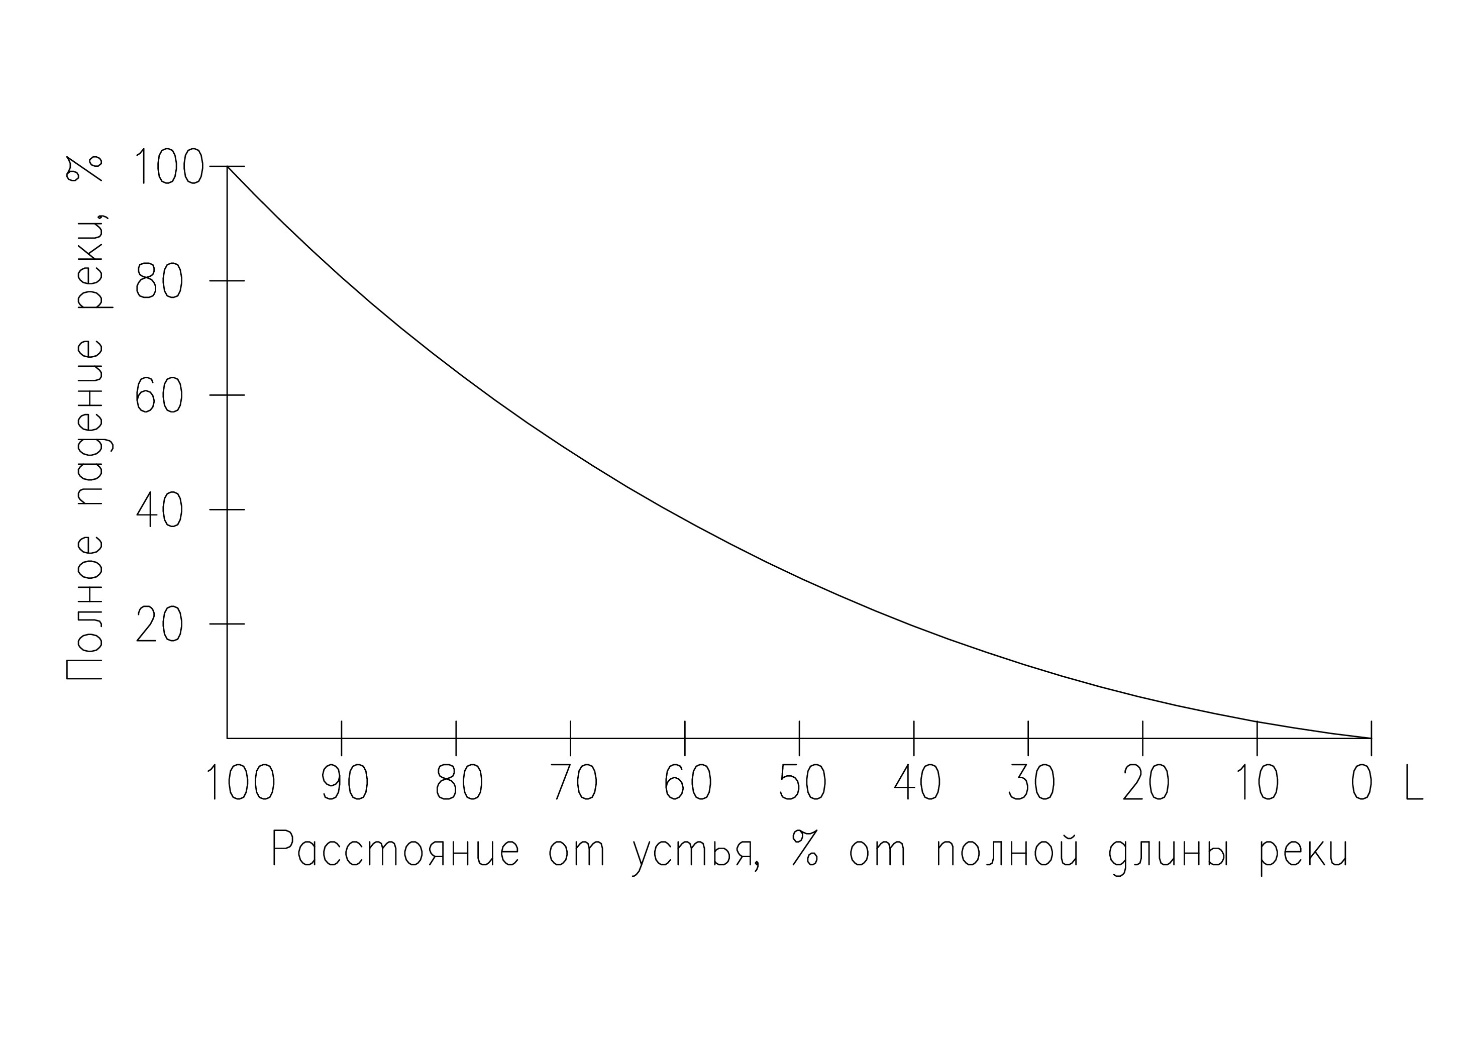 Полное падение реки, %
100
80
60
40
20
100 90 80 70 60 50 40 30 20 10 0 L
Расстояние от устья, % от полной длины реки